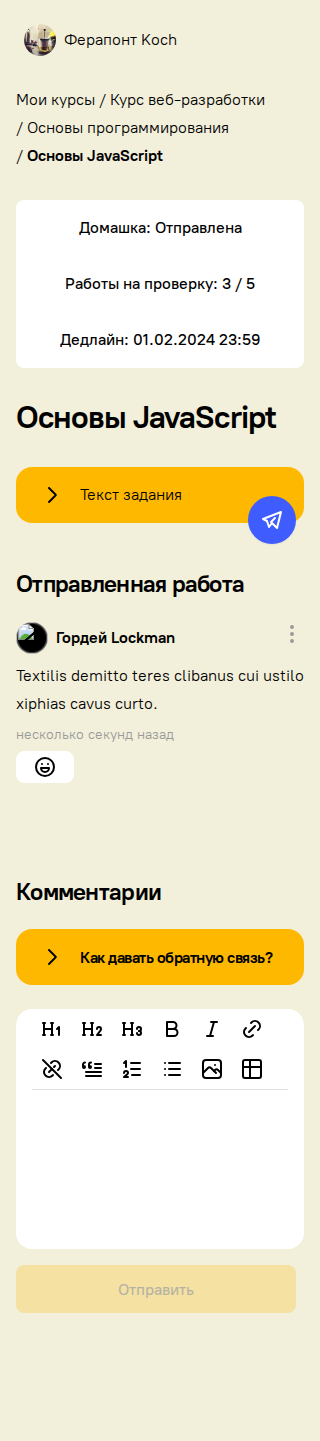 Ферапонт Koch
Мои курсы / Курс веб-разработки
/ Основы программирования
/ Основы JavaScript
Домашка: Отправлена
Работы на проверку: 3 / 5
Дедлайн: 01.02.2024 23:59
Основы JavaScript
Текст задания
Отправленная работа
Гордей Lockman
Textilis demitto teres clibanus cui ustilo
xiphias cavus curto.
несколько секунд назад
Комментарии
Как давать обратную связь?
H1 H2 H3 B I
Отправить